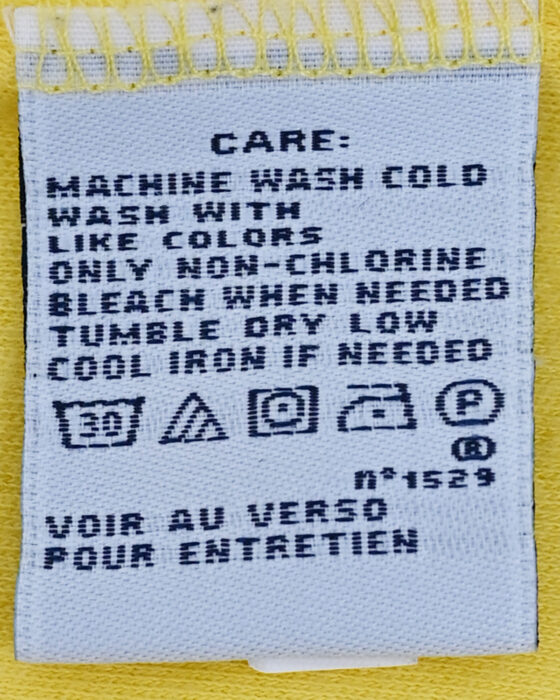 CARE:
MACHINE WASH COLD
WASH WITH
LIKE COLORS
ONLY NON-CHLORINE
BLEACH WHEN NEEDED
TUMBLE DRY LOW
COOL IRON IF NEEDED
30 P
®
n°1529
VOIR AU VERSO
POUR ENTRETIEN